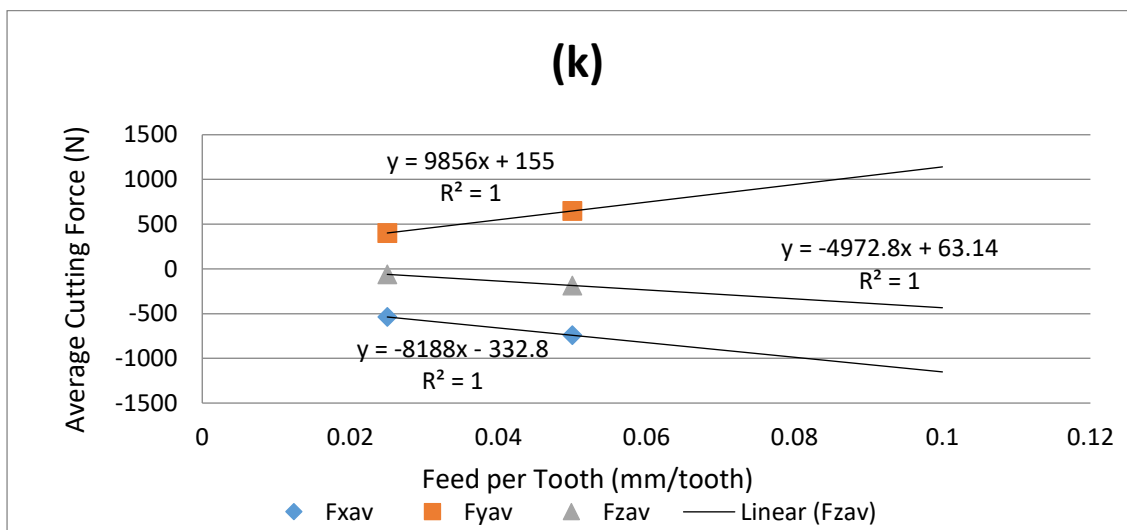 (k)
Average Cutting Force (N)
1500
1000
500
0
-500
-1000
-1500
y = 9856x + 155
R² = 1
y = -4972.8x + 63.14
R² = 1
y = -8188x - 332.8
R² = 1
0 0.02 0.04 0.06 0.08 0.1 0.12
Feed per Tooth (mm/tooth)
Fxav Fyav Fzav Linear (Fzav)